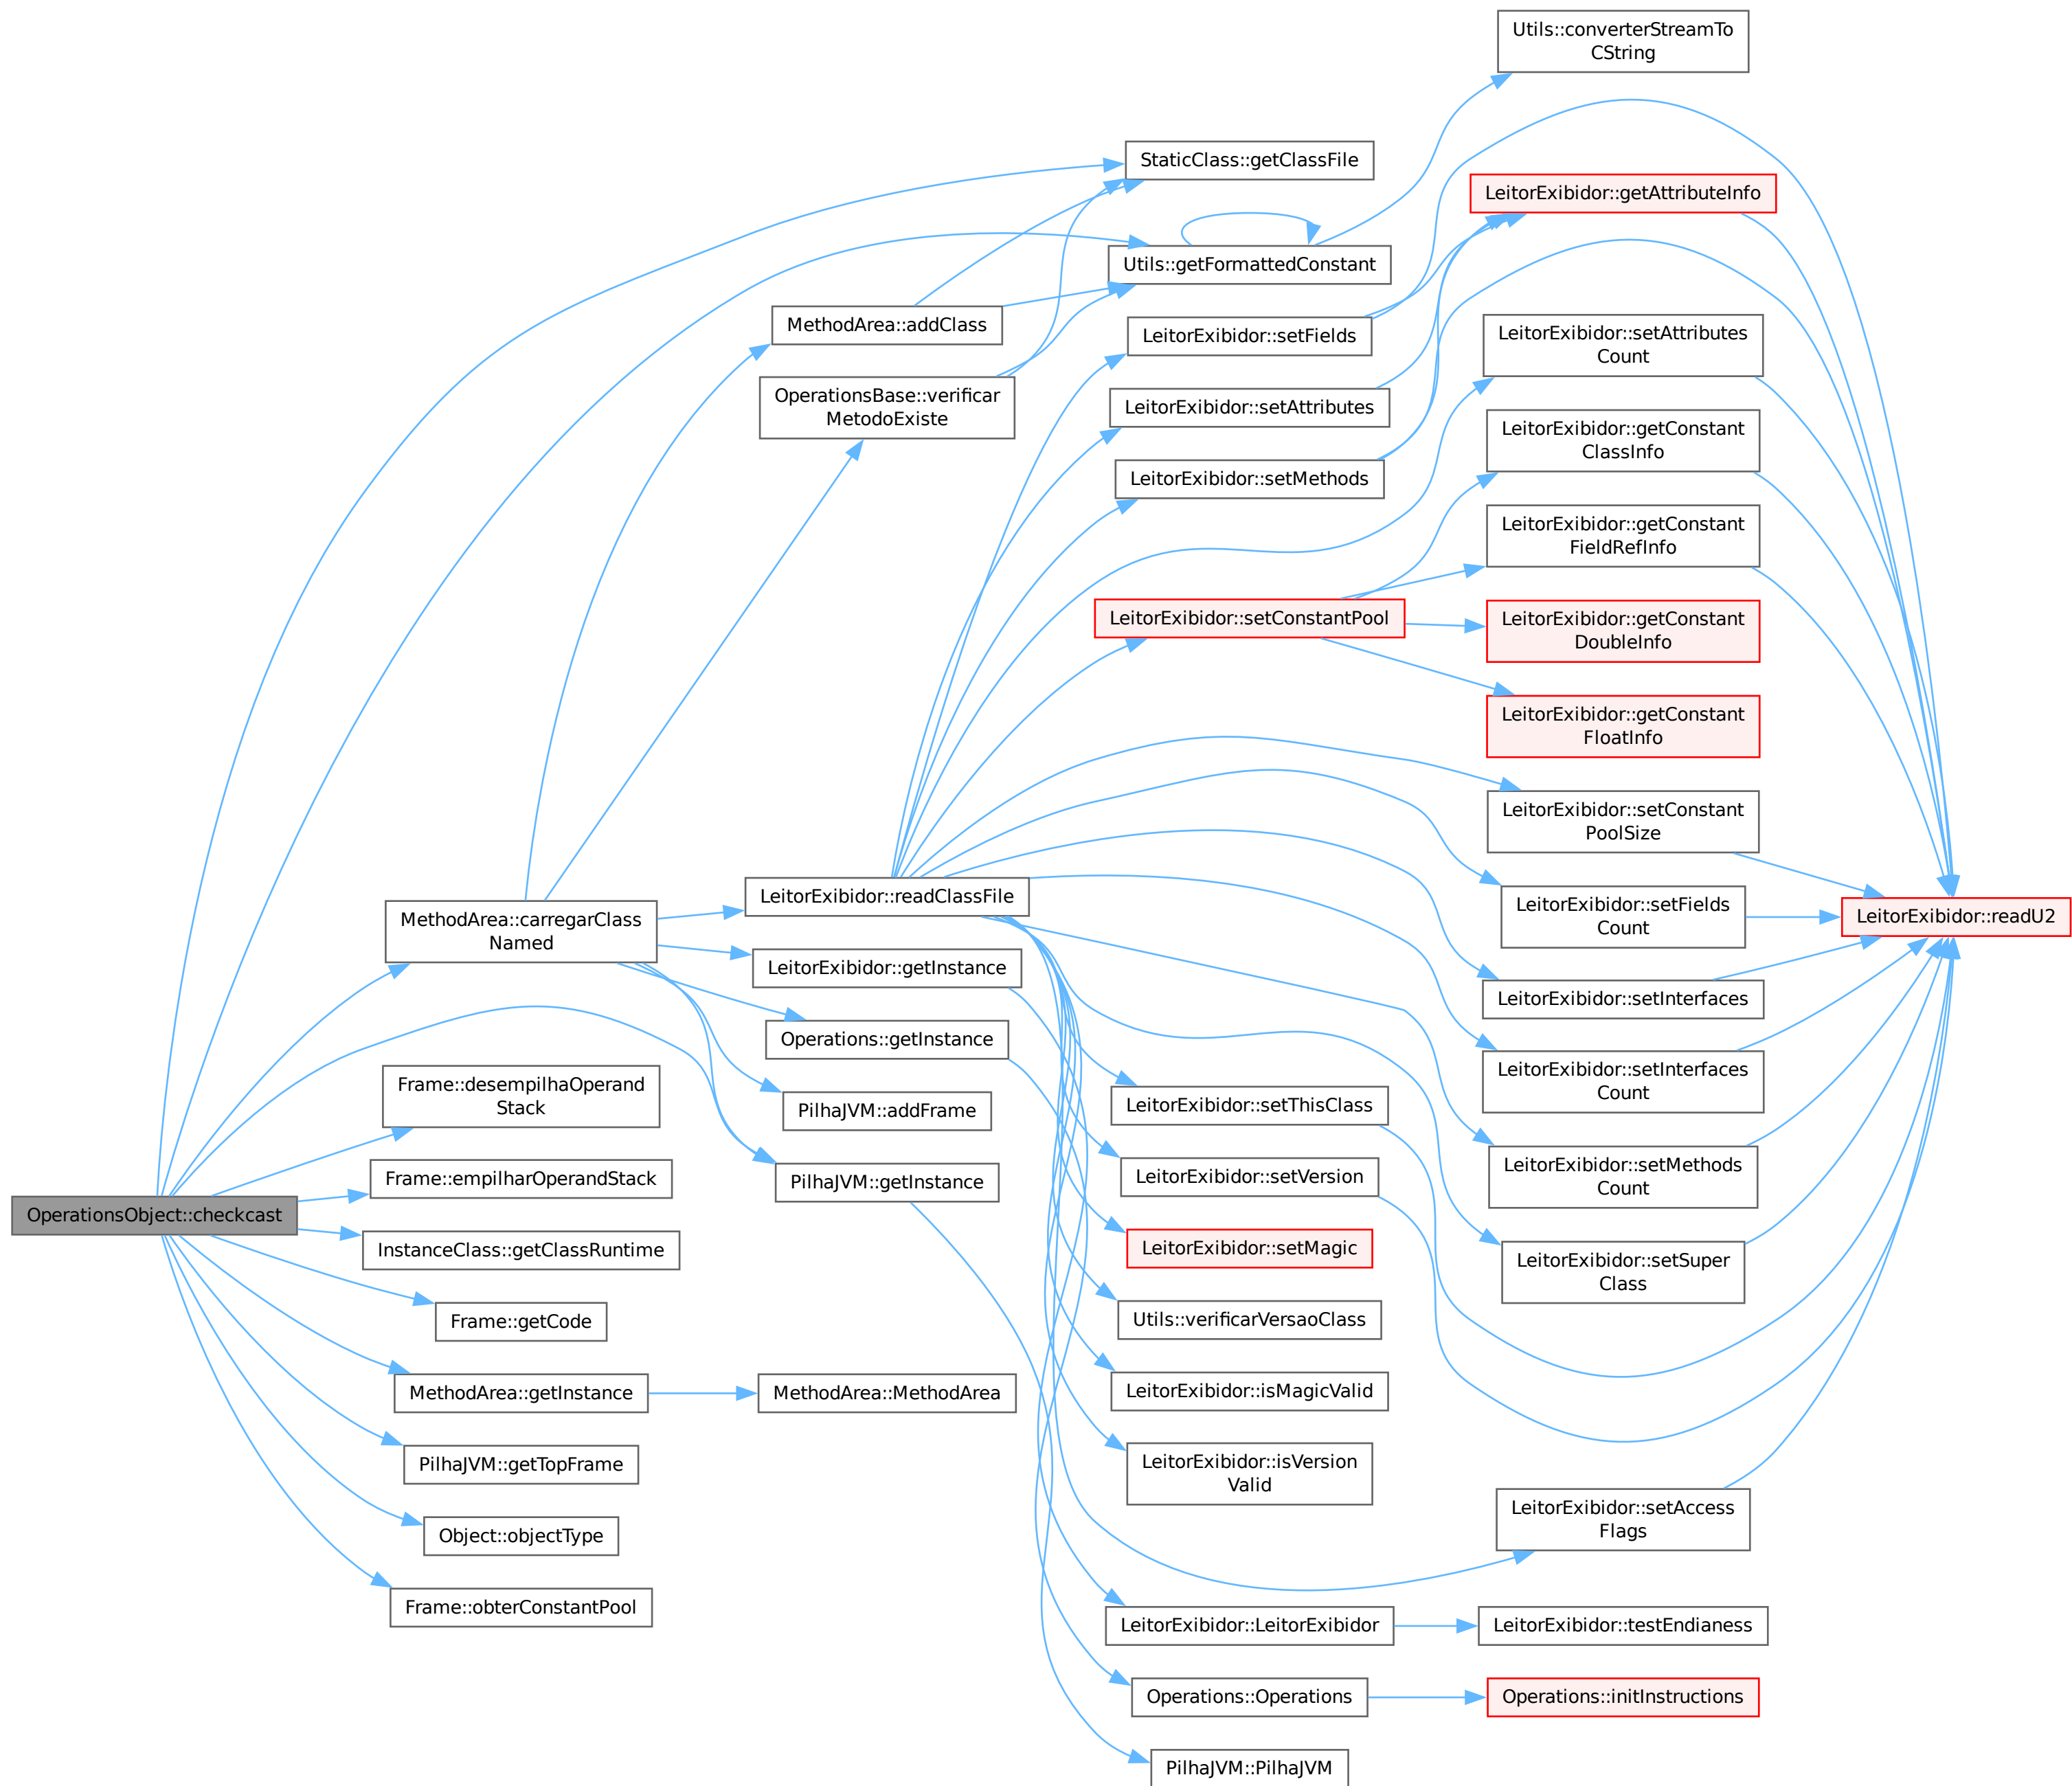 OperationsObject::checkcast
MethodArea::carregarClass
Named
Frame::desempilhaOperand
Stack
Frame::empilharOperandStack
InstanceClass::getClassRuntime
Frame::getCode
MethodArea::getInstance
PilhaJVM::getTopFrame
Object::objectType
Frame::obterConstantPool
MethodArea::addClass
OperationsBase::verificar
MetodoExiste
LeitorExibidor::readClassFile
LeitorExibidor::getInstance
Operations::getInstance
PilhaJVM::addFrame
PilhaJVM::getInstance
MethodArea::MethodArea
StaticClass::getClassFile
Utils::getFormattedConstant
LeitorExibidor::setFields
LeitorExibidor::setAttributes
LeitorExibidor::setMethods
LeitorExibidor::setConstantPool
LeitorExibidor::setThisClass
LeitorExibidor::setVersion
LeitorExibidor::setMagic
Utils::verificarVersaoClass
LeitorExibidor::isMagicValid
LeitorExibidor::isVersion
Valid
LeitorExibidor::LeitorExibidor
Operations::Operations
PilhaJVM::PilhaJVM
Utils::converterStreamTo
CString
LeitorExibidor::getAttributeInfo
LeitorExibidor::setAttributes
Count
LeitorExibidor::getConstant
ClassInfo
LeitorExibidor::getConstant
FieldRefInfo
LeitorExibidor::getConstant
DoubleInfo
LeitorExibidor::getConstant
FloatInfo
LeitorExibidor::setConstant
PoolSize
LeitorExibidor::setFields
Count
LeitorExibidor::setInterfaces
LeitorExibidor::setInterfaces
Count
LeitorExibidor::setMethods
Count
LeitorExibidor::setSuper
Class
LeitorExibidor::setAccess
Flags
LeitorExibidor::testEndianess
Operations::initInstructions
LeitorExibidor::readU2